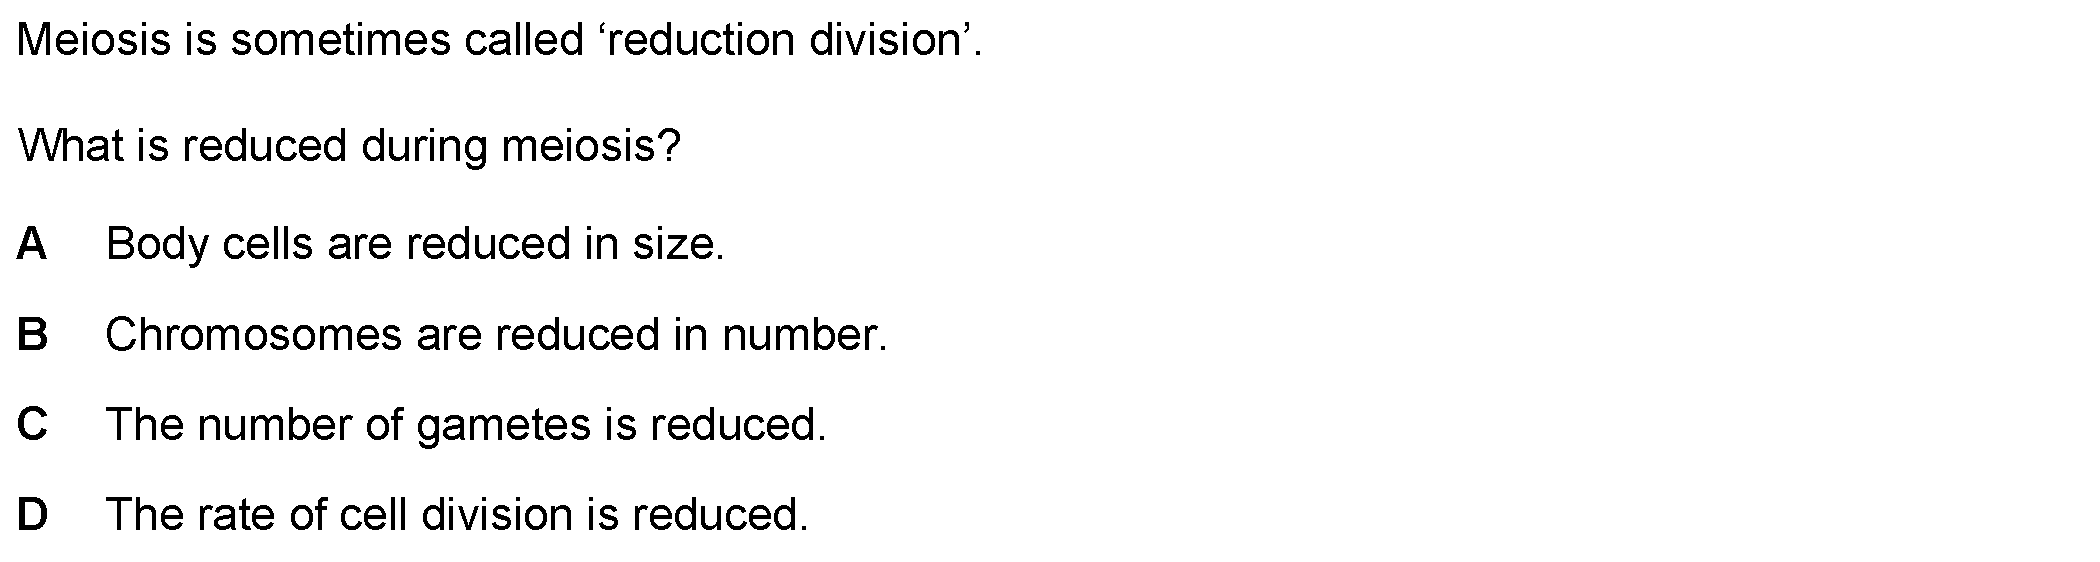 Meiosis is sometimes called ‘reduction division’.
What is reduced during meiosis?
A Body cells are reduced in size.
B Chromosomes are reduced in number.
C The number of gametes is reduced.
D The rate of cell division is reduced.